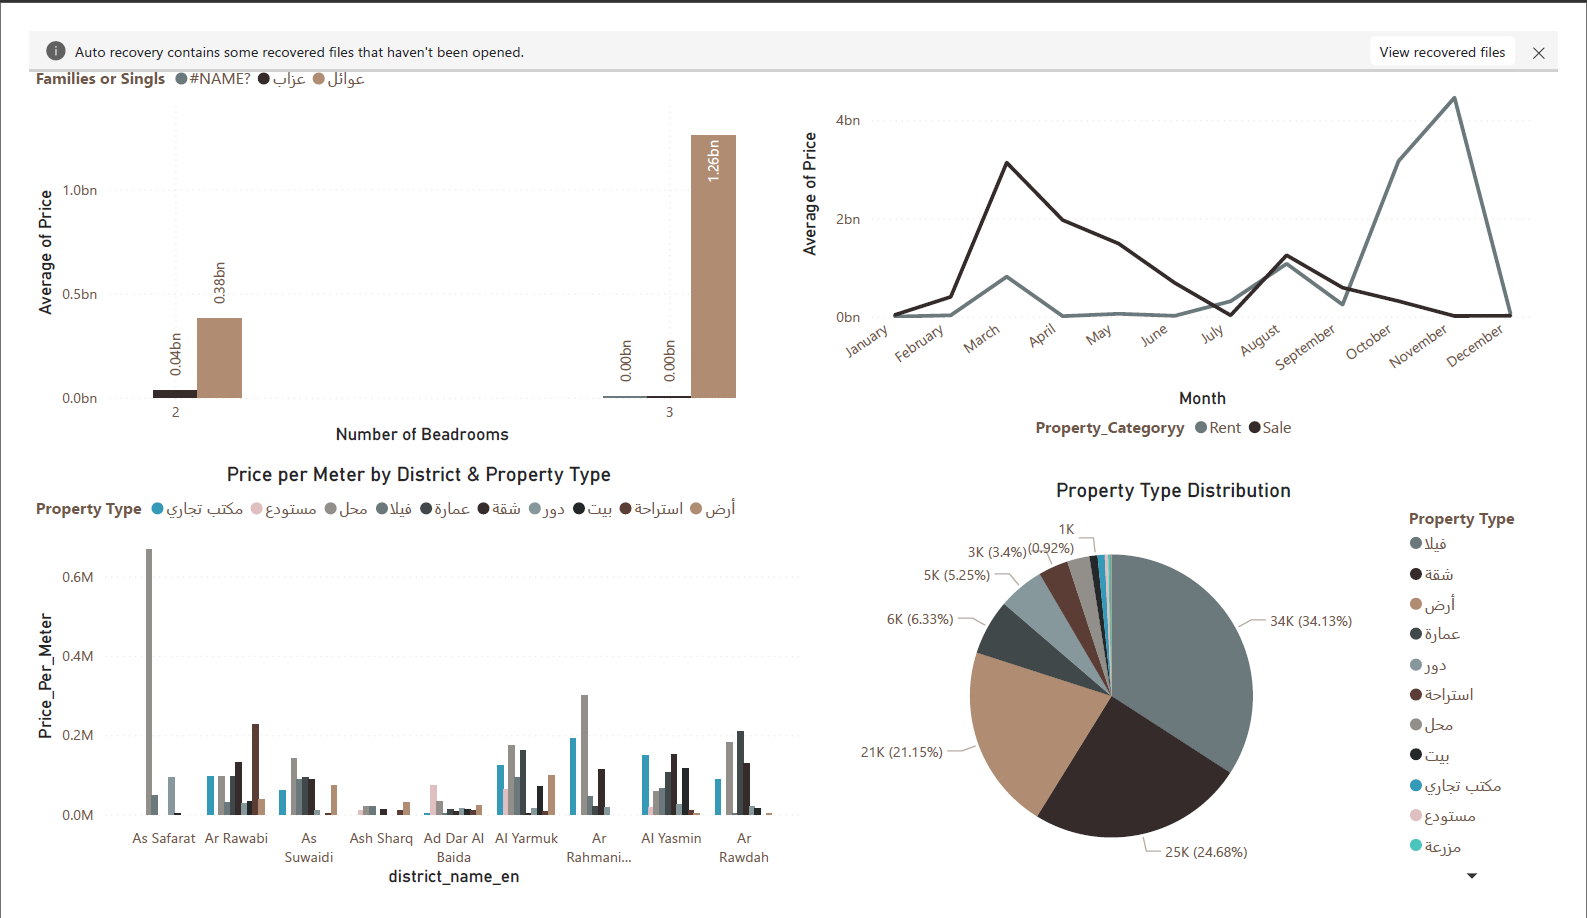 Auto recovery contains some recovered files that haven't been opened.
View recovered files
Families or Singls #NAME? عزاب عوائل
Average of Price
1.0bn
0.5bn
0.0bn
0.04bn
0.38bn
0.00bn
0.00bn
1.26bn
2
3
Number of Beadrooms
Average of Price
4bn
2bn
0bn
January
February
March
April
May
June
July
August
September
October
November
December
Month
Property_Categoryy Rent Sale
Price per Meter by District & Property Type
Property Type مكتب تجاري مستودع محل فيلا عمارة شقة دور بيت استراحة أرض
Price_Per_Meter
0.6M
0.4M
0.2M
0.0M
As Safarat
Ar Rawabi
As
Suwaidi
Ash Sharq
Ad Dar Al
Baida
Al Yarmuk
Ar
Rahmani...
Al Yasmin
Ar
Rawdah
district_name_en
Property Type Distribution
1K
(0.92%)
3K (3.4%)
5K (5.25%)
6K (6.33%)
21K (21.15%)
25K (24.68%)
34K (34.13%)
Property Type
فيلا
شقة
أرض
عمارة
دور
استراحة
محل
بيت
مكتب تجاري
مستودع
مزرعة